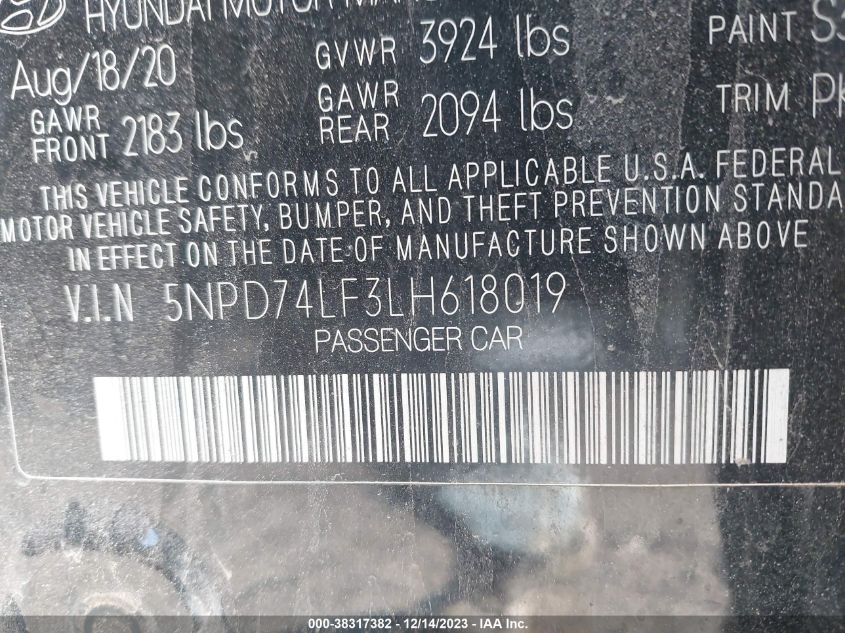 HYUNDAI MOTOR
Aug/18/20 GVWR 3924 lbs PAINT
GAWR FRONT 2183 lbs GAWR REAR 2094 lbs TRIM
THIS VEHICLE CONFORMS TO ALL APPLICABLE U.S.A. FEDERAL
MOTOR VEHICLE SAFETY, BUMPER, AND THEFT PREVENTION STANDA
IN EFFECT ON THE DATE OF MANUFACTURE SHOWN ABOVE
V.I.N 5NPD74LF3LH618019
PASSENGER CAR
000-38317382 - 12/14/2023 - IAA Inc.